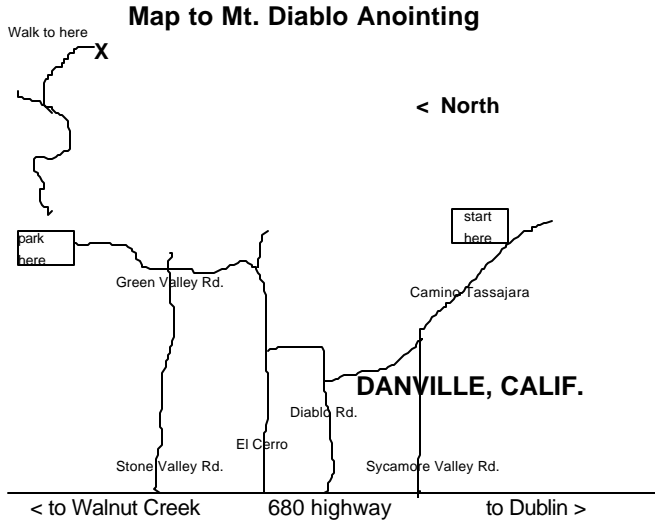 Map to Mt. Diablo Anointing
Walk to here
X
< North
start
here
park
here
Green Valley Rd.
Camino Tassajara
DANVILLE, CALIF.
Diablo Rd.
El Cerro
Stone Valley Rd.
Sycamore Valley Rd.
< to Walnut Creek
680 highway
to Dublin >